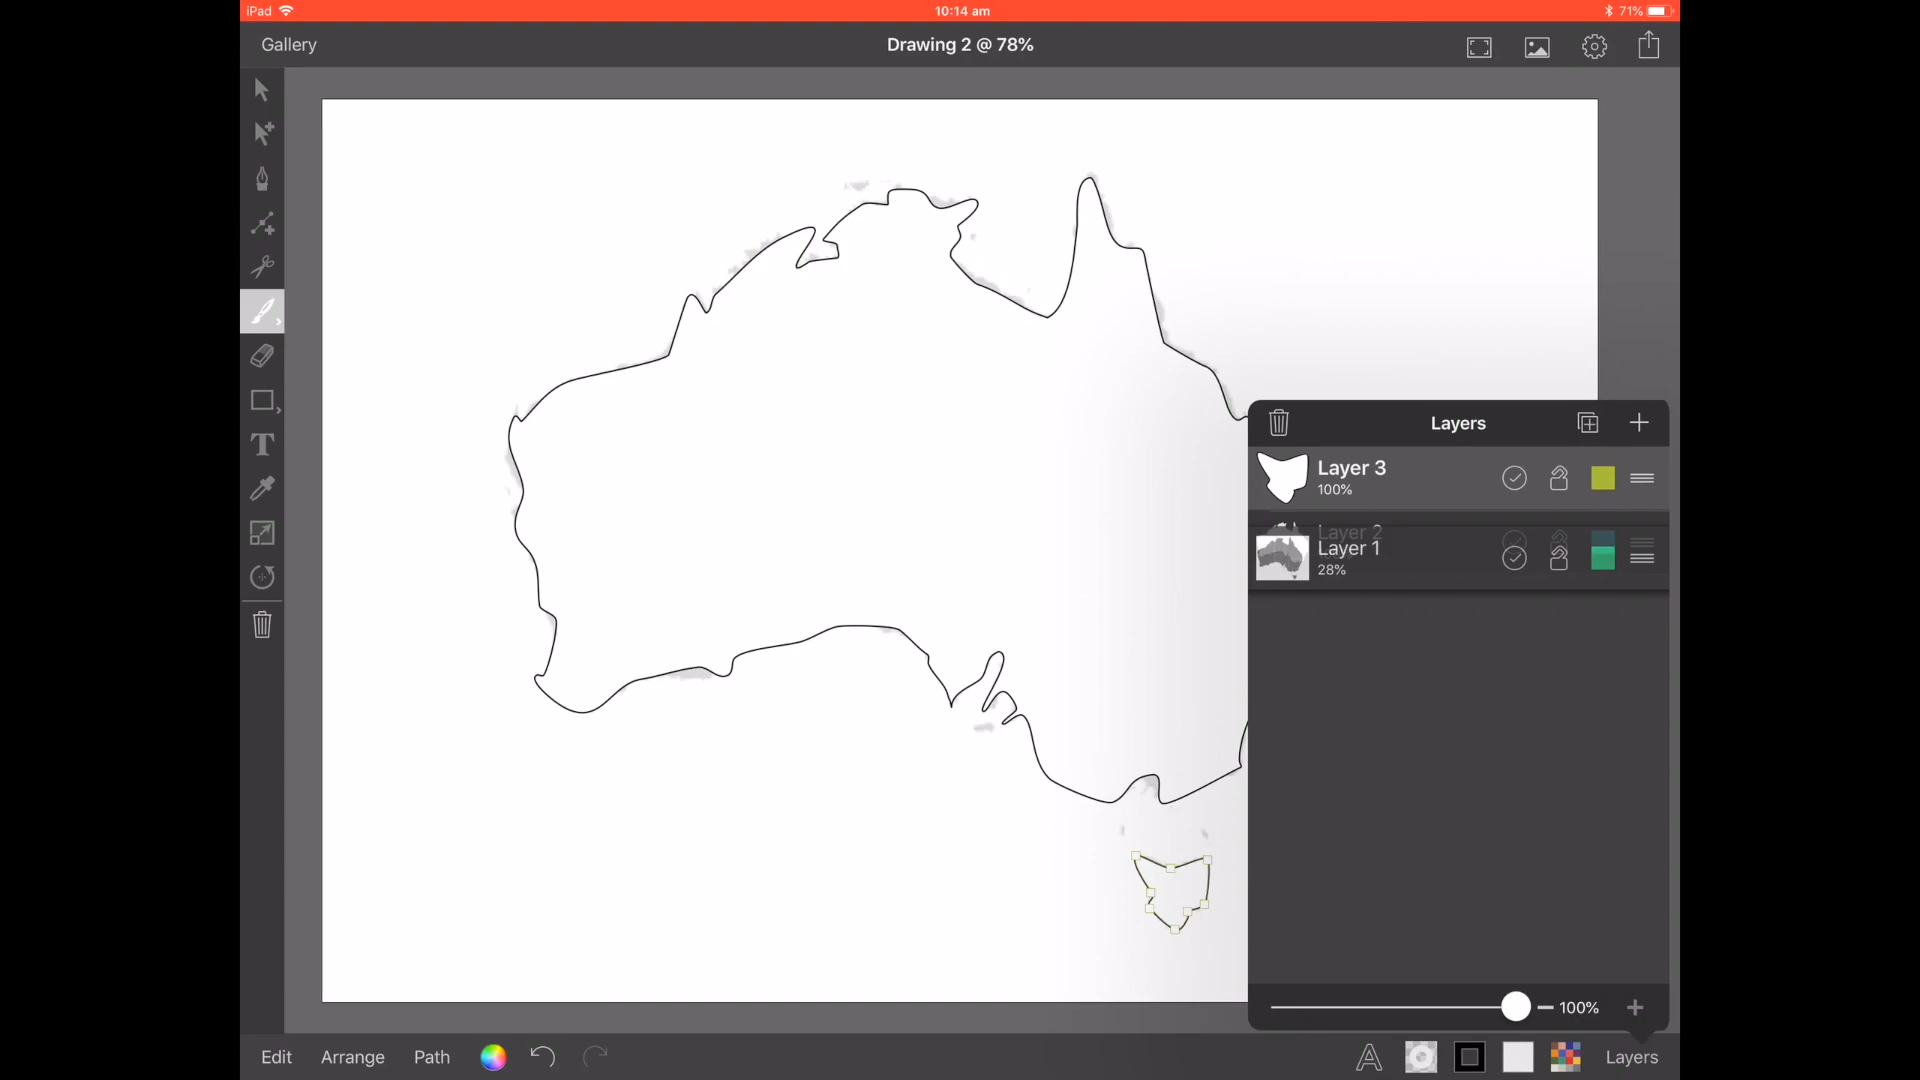 iPad 10:14 am 71%
Gallery Drawing 2 @ 78%
T
Layers
Layer 3
100%
Layer 2
Layer 1
28%
100%
Edit Arrange Path A Layers